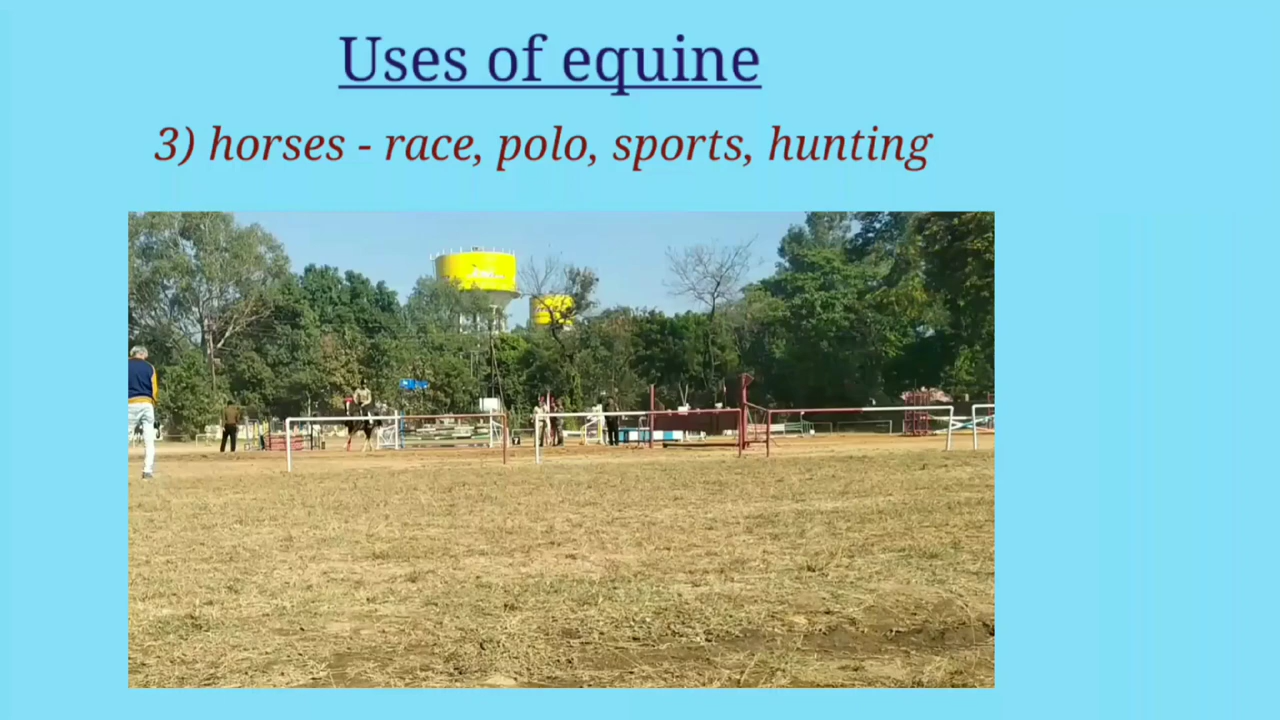 Uses of equine
3) horses - race, polo, sports, hunting